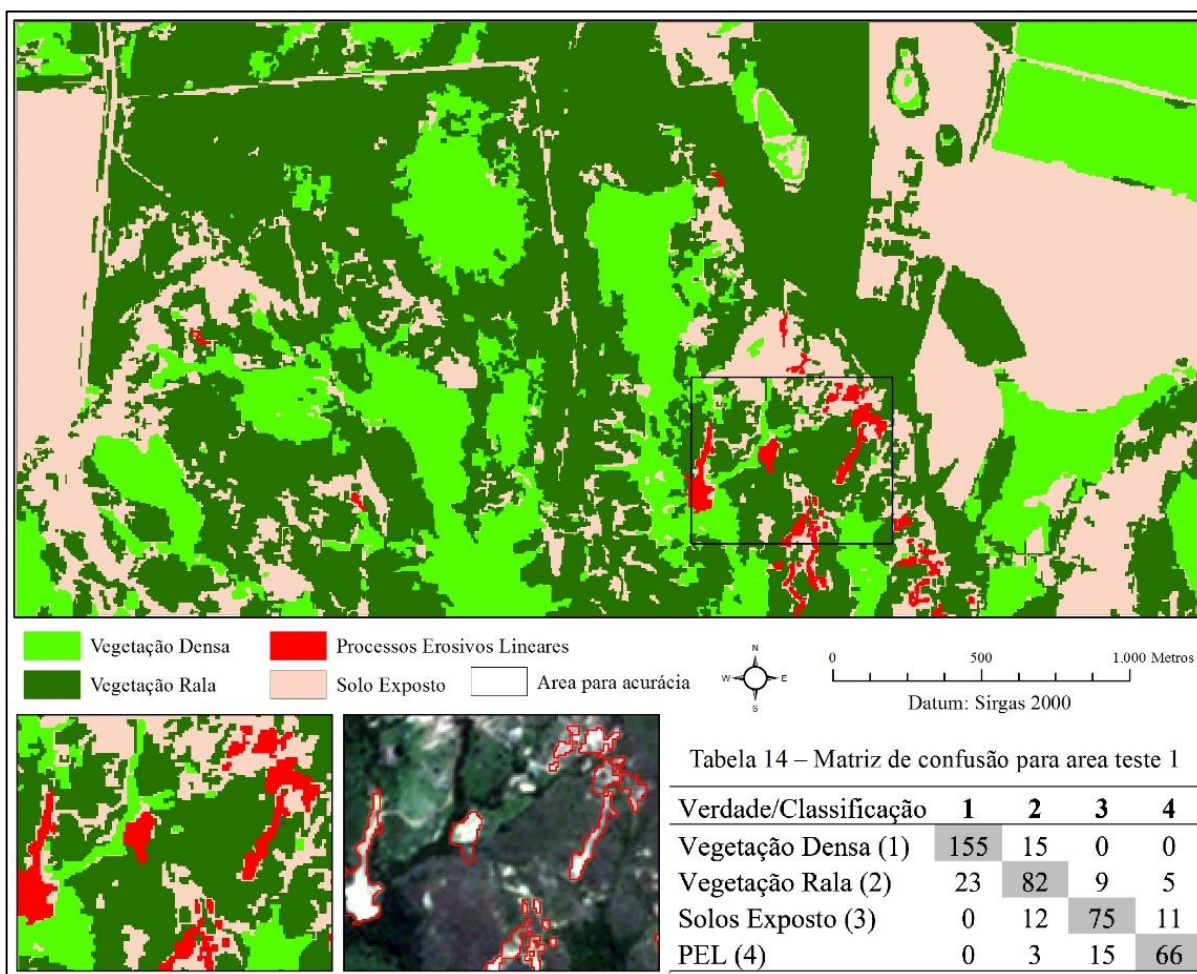 Vegetação Densa
Processos Erosivos Lineares
Vegetação Rala
Solo Exposto
Area para acurácia
N
W E
S
0 500 1.000 Metros
Datum: Sirgas 2000
Tabela 14 – Matriz de confusão para area teste 1
Verdade/Classificação 1 2 3 4
Vegetação Densa (1) 155 15 0 0
Vegetação Rala (2) 23 82 9 5
Solos Exposto (3) 0 12 75 11
PEL (4) 0 3 15 66